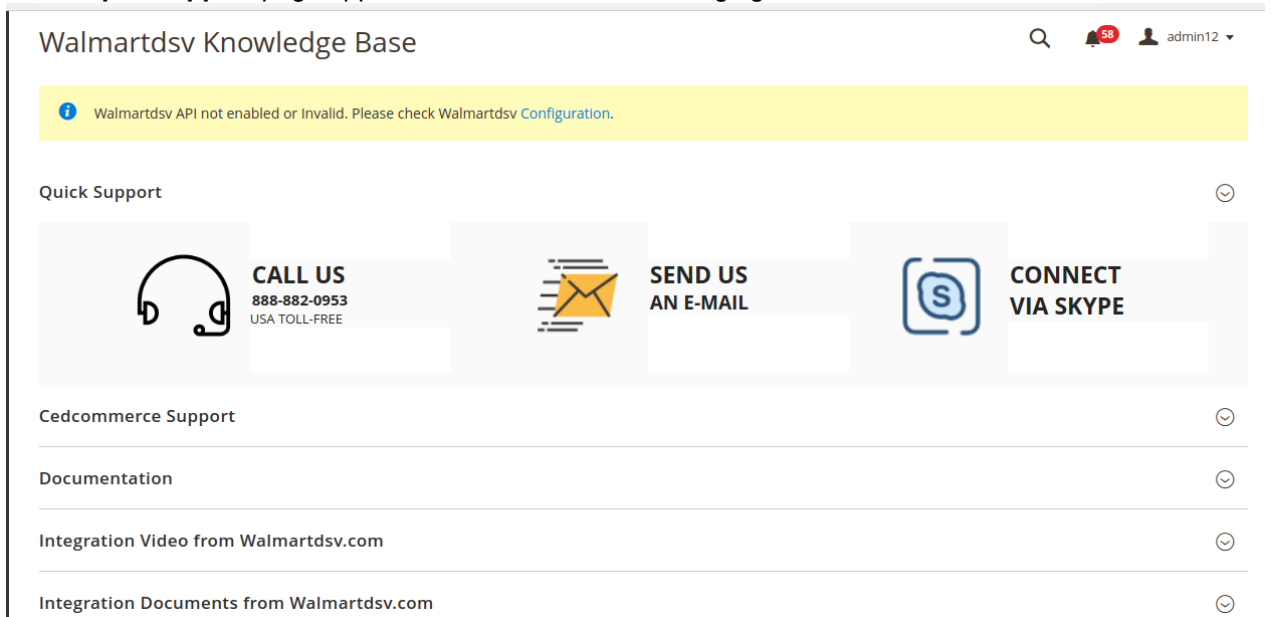 Walmartdsv Knowledge Base
58
admin12
Walmartdsv API not enabled or Invalid. Please check Walmartdsv Configuration.
Quick Support
CALL US
888-882-0953
USA TOLL-FREE
SEND US
AN E-MAIL
S
CONNECT
VIA SKYPE
Cedcommerce Support
Documentation
Integration Video from Walmartdsv.com
Integration Documents from Walmartdsv.com